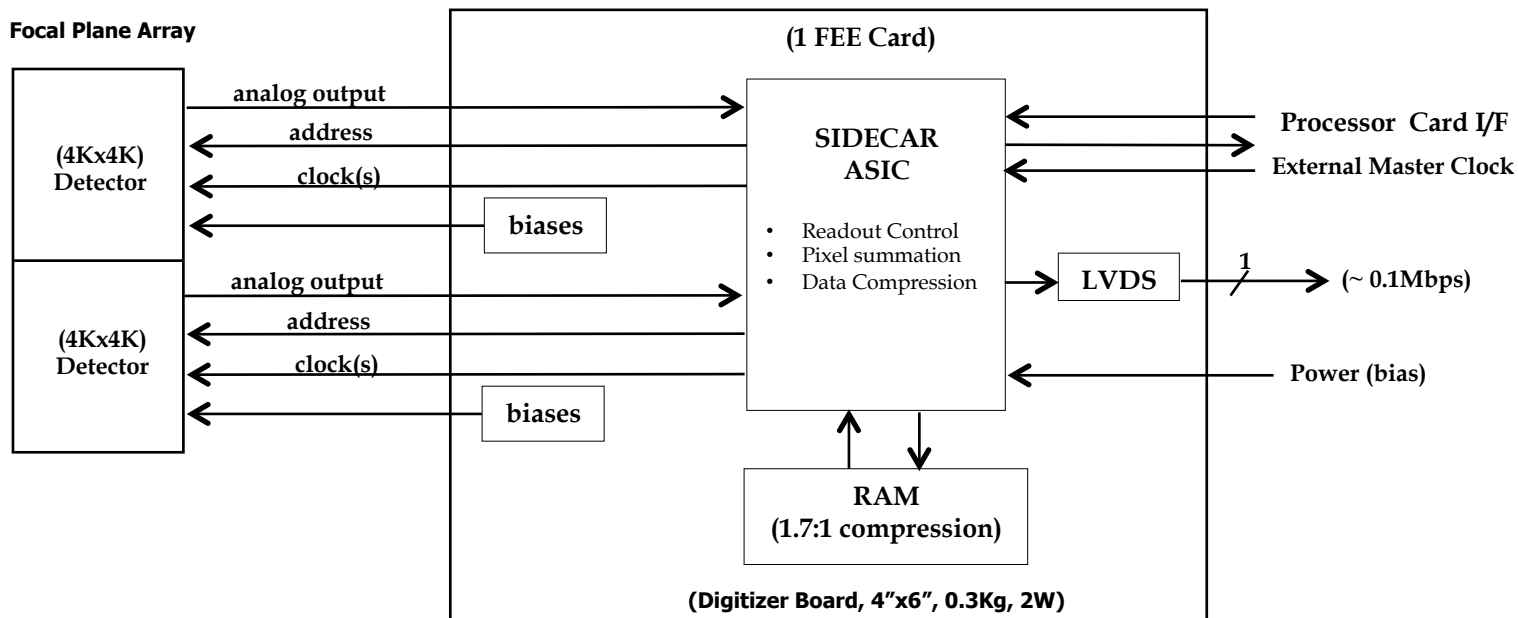 Focal Plane Array
(1 FEE Card)
analog output
address
clock(s)
biases
(4Kx4K)
Detector
analog output
address
clock(s)
biases
(4Kx4K)
Detector
SIDECAR
ASIC
• Readout Control
• Pixel summation
• Data Compression
Processor Card I/F
External Master Clock
LVDS
1
(~ 0.1Mbps)
Power (bias)
RAM
(1.7:1 compression)
(Digitizer Board, 4”x6”, 0.3Kg, 2W)